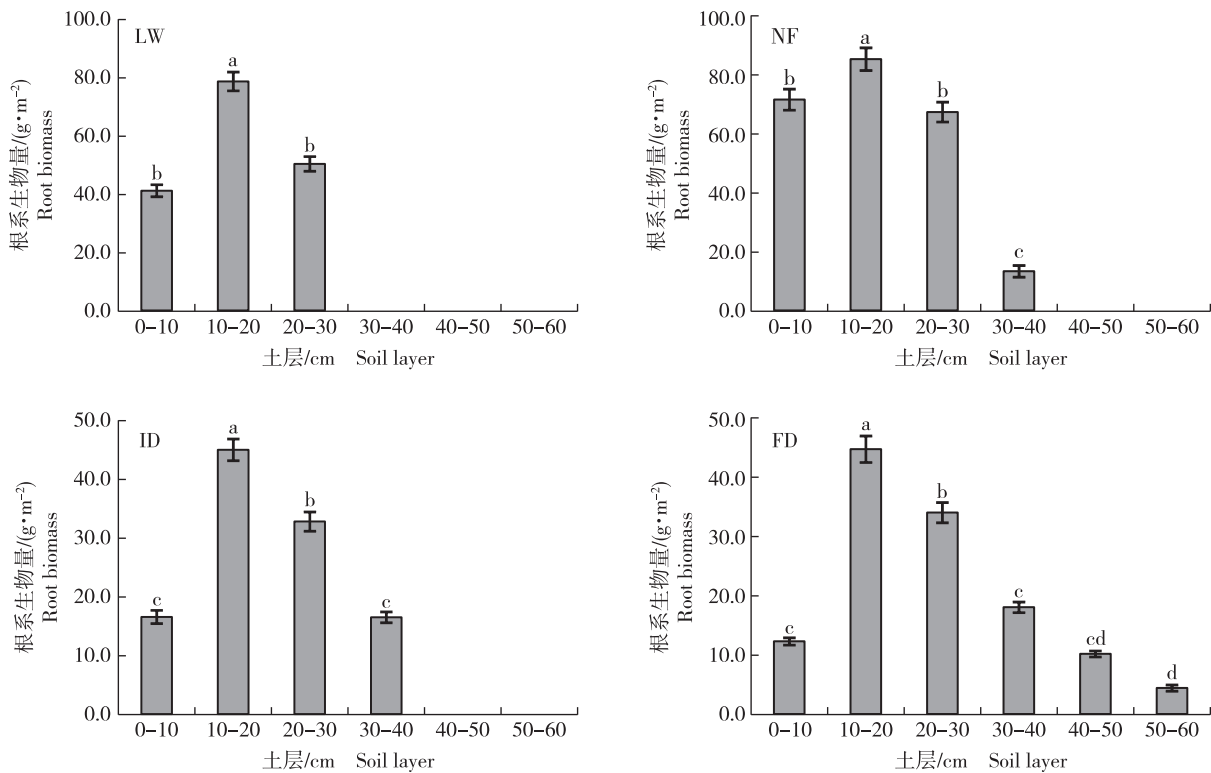 LW
根系生物量/(g•m⁻²)
Root biomass
100.0
80.0
60.0
40.0
20.0
0.0
b
a
b
0-10
10-20
20-30
30-40
40-50
50-60
土层/cm Soil layer
NF
根系生物量/(g•m⁻²)
Root biomass
100.0
80.0
60.0
40.0
20.0
0.0
b
a
b
c
0-10
10-20
20-30
30-40
40-50
50-60
土层/cm Soil layer
ID
根系生物量/(g•m⁻²)
Root biomass
50.0
40.0
30.0
20.0
10.0
0.0
c
a
b
c
0-10
10-20
20-30
30-40
40-50
50-60
土层/cm Soil layer
FD
根系生物量/(g•m⁻²)
Root biomass
50.0
40.0
30.0
20.0
10.0
0.0
c
a
b
c
cd
d
0-10
10-20
20-30
30-40
40-50
50-60
土层/cm Soil layer